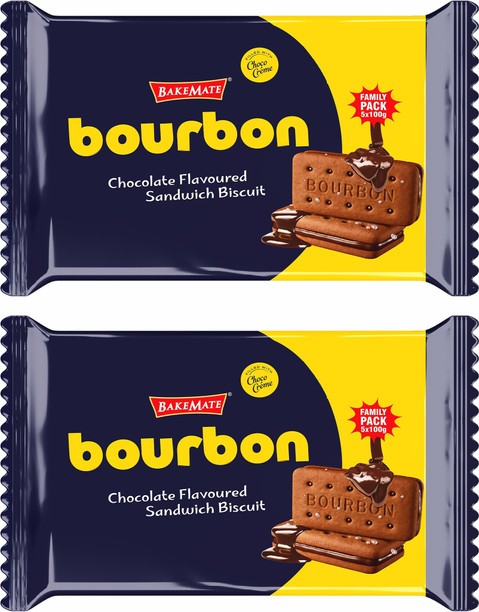 FILLED WITH
Choco
Crème
BAKEMATE®
FAMILY
PACK
5x100g
bourbon
Chocolate Flavoured
Sandwich Biscuit
BOURBON
FILLED WITH
Choco
Crème
BAKEMATE®
FAMILY
PACK
5x100g
bourbon
Chocolate Flavoured
Sandwich Biscuit
BOURBON